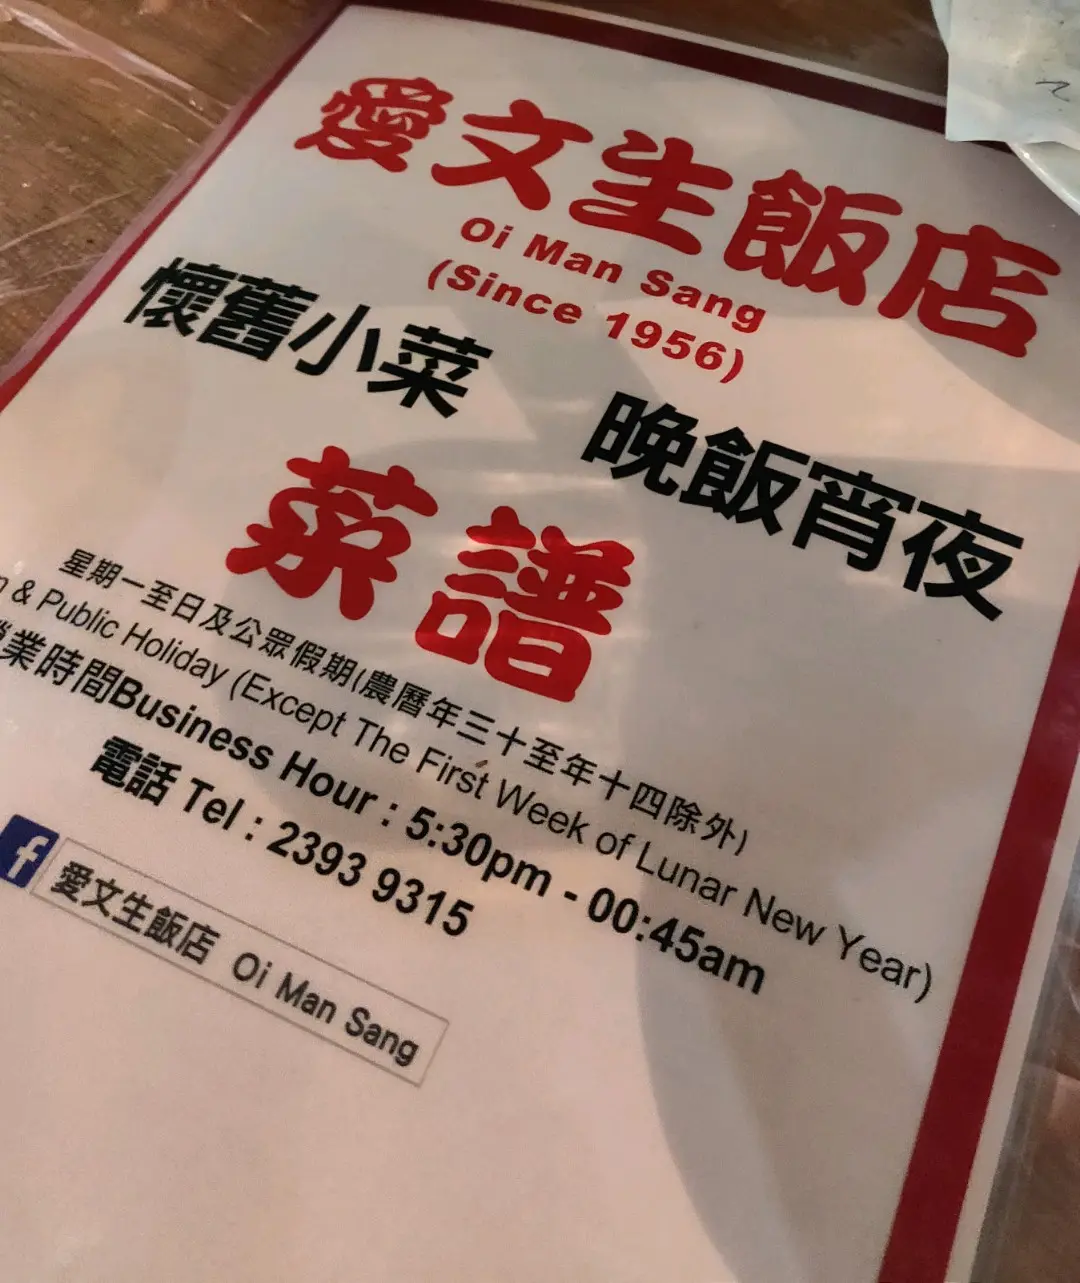 愛文生飯店
Oi Man Sang
(Since 1956)
懷舊小菜 晚飯宵夜
菜譜
星期一至日及公眾假期(農曆年三十至年十四除外)
& Public Holiday (Except The First Week of Lunar New Year)
業時間Business Hour : 5:30pm - 00:45am
電話 Tel : 2393 9315
f 愛文生飯店 Oi Man Sang